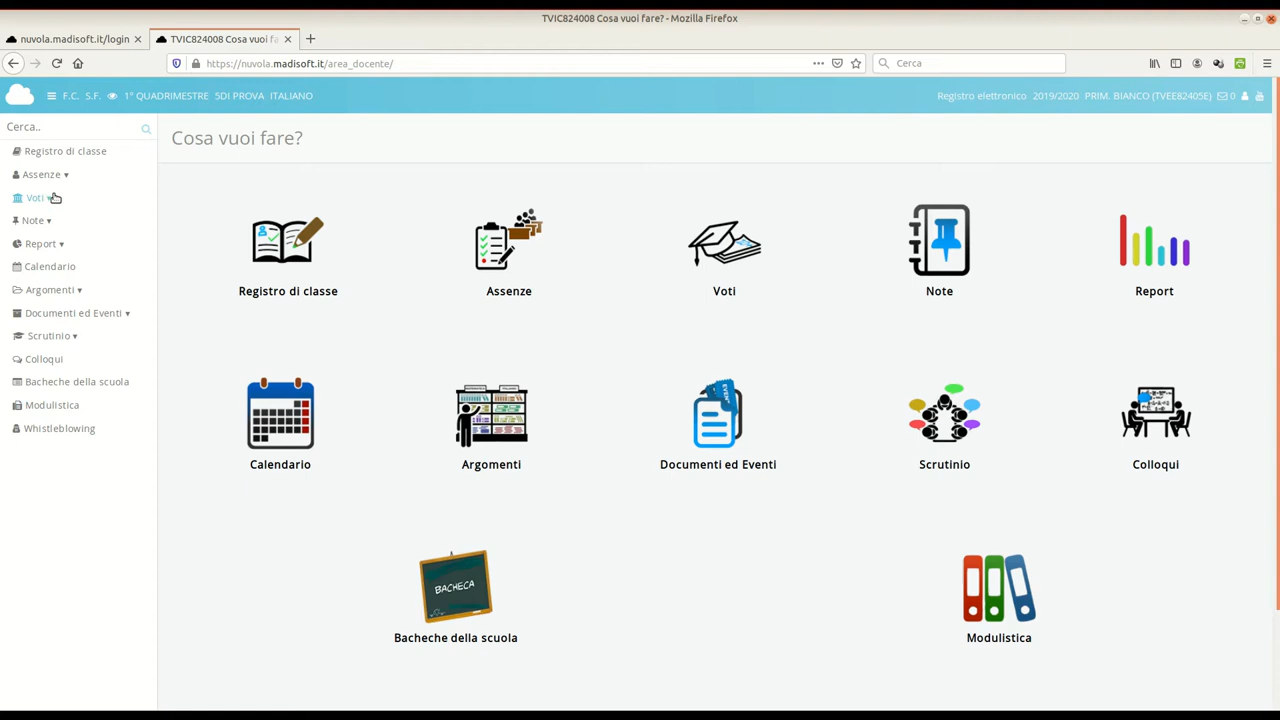 TVIC824008 Cosa vuoi fare? - Mozilla Firefox
nuvola.madisoft.it/login
TVIC824008 Cosa vuoi fa
https://nuvola.madisoft.it/area_docente/
Cerca
F.C. S.F. 1° QUADRIMESTRE 5DI PROVA ITALIANO
Registro elettronico 2019/2020 PRIM. BIANCO (TVEE82405E) 0
Cerca..
Registro di classe
Assenze
Voti
Note
Report
Calendario
Argomenti
Documenti ed Eventi
Scrutinio
Colloqui
Bacheche della scuola
Modulistica
Whistleblowing
Cosa vuoi fare?
Registro di classe
Assenze
Voti
Note
Report
Calendario
Argomenti
Documenti ed Eventi
Scrutinio
Colloqui
BACHECA
Bacheche della scuola
Modulistica